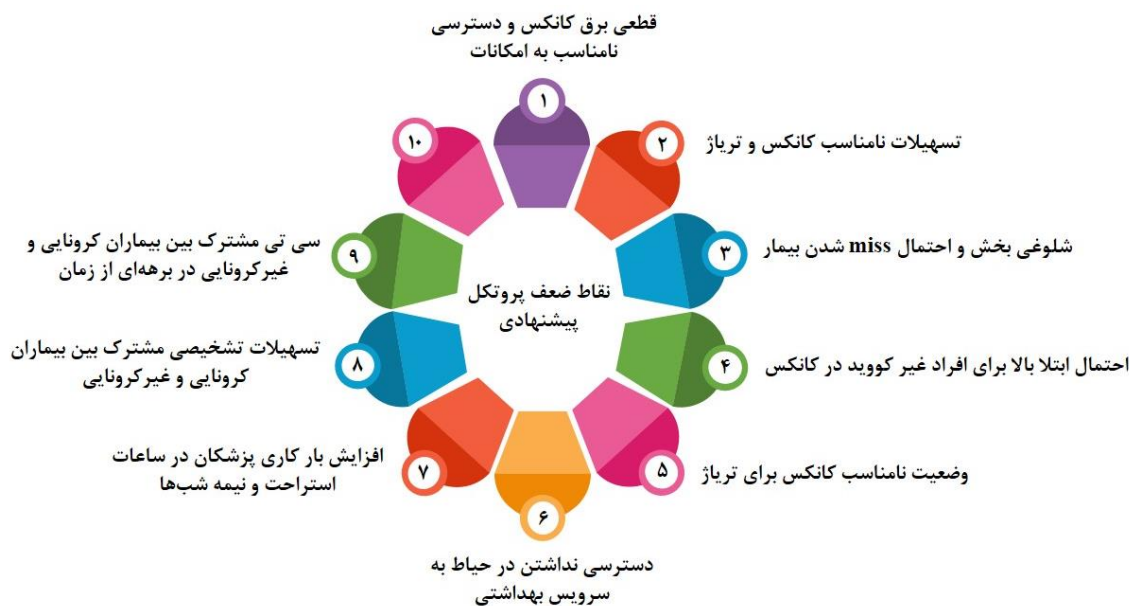 قطعی برق کانکس و دسترسی
نامناسب به امکانات
۱
۲
تسهیلات نامناسب کانکس و تریاژ
۳
شلوغی بخش و احتمال miss شدن بیمار
۴
احتمال ابتلا بالا برای افراد غیر کووید در کانکس
۵
وضعیت نامناسب کانکس برای تریاژ
۶
دسترسی نداشتن در حیاط به
سرویس بهداشتی
۷
افزایش بار کاری پزشکان در ساعات
استراحت و نیمه شب‌ها
۸
تسهیلات تشخیصی مشترک بین بیماران
کرونایی و غیرکرونایی
۹
سی تی مشترک بین بیماران کرونایی و
غیرکرونایی در برهه‌ای از زمان
۱۰
نقاط ضعف پروتکل
پیشنهادی